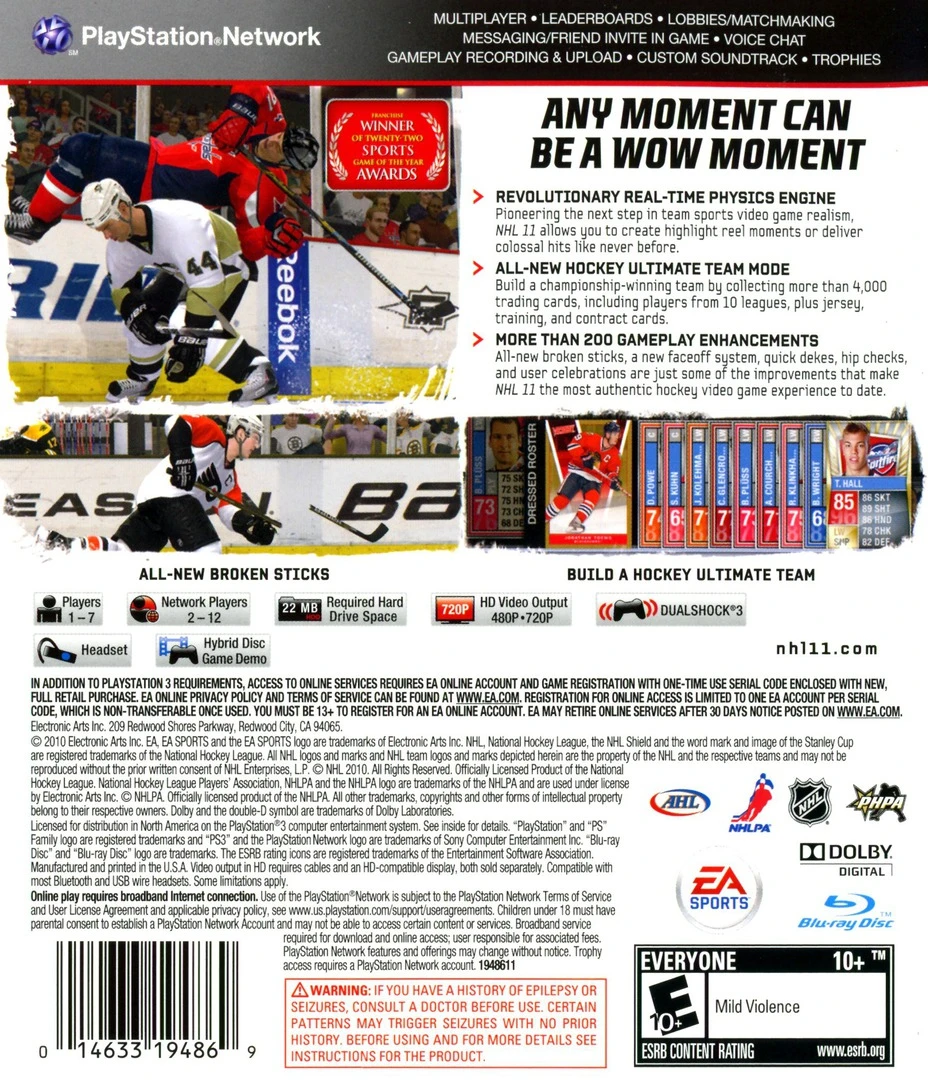 PlayStation®Network
SM
MULTIPLAYER • LEADERBOARDS • LOBBIES/MATCHMAKING
MESSAGING/FRIEND INVITE IN GAME • VOICE CHAT
GAMEPLAY RECORDING & UPLOAD • CUSTOM SOUNDTRACK • TROPHIES
FRANCHISE
WINNER
OF TWENTY-TWO
SPORTS
GAME OF THE YEAR
AWARDS
44
Reebok
ANY MOMENT CAN
BE A WOW MOMENT
REVOLUTIONARY REAL-TIME PHYSICS ENGINE
Pioneering the next step in team sports video game realism,
NHL 11 allows you to create highlight reel moments or deliver
colossal hits like never before.
ALL-NEW HOCKEY ULTIMATE TEAM MODE
Build a championship-winning team by collecting more than 4,000
trading cards, including players from 10 leagues, plus jersey,
training, and contract cards.
MORE THAN 200 GAMEPLAY ENHANCEMENTS
All-new broken sticks, a new faceoff system, quick dekes, hip checks,
and user celebrations are just some of the improvements that make
NHL 11 the most authentic hockey video game experience to date.
B. PLÜSS
73
DRESSED ROSTER
JONATHAN TOEWS
D. POWE
S. KUHN
J. KOLEHMA...
T. GLENCRO...
B. PLÜSS
J. COURCH...
J. KLINKHA...
B. WRIGHT
T. HALL
85
86 SKT
89 SHT
86 HND
78 CHK
82 DEF
LW
SNP
ALL-NEW BROKEN STICKS
BUILD A HOCKEY ULTIMATE TEAM
Players
1 – 7
Network Players
2 – 12
22 MB
Required Hard
Drive Space
720P
HD Video Output
480P•720P
DUALSHOCK®3
Headset
Hybrid Disc
Game Demo
nhl11.com
IN ADDITION TO PLAYSTATION 3 REQUIREMENTS, ACCESS TO ONLINE SERVICES REQUIRES EA ONLINE ACCOUNT AND GAME REGISTRATION WITH ONE-TIME USE SERIAL CODE ENCLOSED WITH NEW,
FULL RETAIL PURCHASE. EA ONLINE PRIVACY POLICY AND TERMS OF SERVICE CAN BE FOUND AT WWW.EA.COM. REGISTRATION FOR ONLINE ACCESS IS LIMITED TO ONE EA ACCOUNT PER SERIAL
CODE, WHICH IS NON-TRANSFERABLE ONCE USED. YOU MUST BE 13+ TO REGISTER FOR AN EA ONLINE ACCOUNT. EA MAY RETIRE ONLINE SERVICES AFTER 30 DAYS NOTICE POSTED ON WWW.EA.COM.
Electronic Arts Inc. 209 Redwood Shores Parkway, Redwood City, CA 94065.
© 2010 Electronic Arts Inc. EA, EA SPORTS and the EA SPORTS logo are trademarks of Electronic Arts Inc. NHL, National Hockey League, the NHL Shield and the word mark and image of the Stanley Cup
are registered trademarks of the National Hockey League. All NHL logos and marks and NHL team logos and marks depicted herein are the property of the NHL and the respective teams and may not be
reproduced without the prior written consent of NHL Enterprises, L.P. © NHL 2010. All Rights Reserved. Officially Licensed Product of the National
Hockey League. National Hockey League Players' Association, NHLPA and the NHLPA logo are trademarks of the NHLPA and are used under license
by Electronic Arts Inc. © NHLPA. Officially licensed product of the NHLPA. All other trademarks, copyrights and other forms of intellectual property
belong to their respective owners. Dolby and the double-D symbol are trademarks of Dolby Laboratories.
Licensed for distribution in North America on the PlayStation®3 computer entertainment system. See inside for details. "PlayStation" and "PS"
Family logo are registered trademarks and "PS3" and the PlayStation Network logo are trademarks of Sony Computer Entertainment Inc. "Blu-ray
Disc" and "Blu-ray Disc" logo are trademarks. The ESRB rating icons are registered trademarks of the Entertainment Software Association.
Manufactured and printed in the U.S.A. Video output in HD requires cables and an HD-compatible display, both sold separately. Compatible with
most Bluetooth and USB wire headsets. Some limitations apply.
Online play requires broadband Internet connection. Use of the PlayStation®Network is subject to the PlayStation Network Terms of Service
and User License Agreement and applicable privacy policy, see www.us.playstation.com/support/useragreements. Children under 18 must have
parental consent to establish a PlayStation Network Account and may not be able to access certain content or services. Broadband service
required for download and online access; user responsible for associated fees.
PlayStation Network features and offerings may change without notice. Trophy
access requires a PlayStation Network account. 1948611
AHL
NHLPA
NHL
PHPA
EA
SPORTS
DOLBY.
DIGITAL
Blu-ray Disc
TM
0 14633 19486 9
WARNING: IF YOU HAVE A HISTORY OF EPILEPSY OR
SEIZURES, CONSULT A DOCTOR BEFORE USE. CERTAIN
PATTERNS MAY TRIGGER SEIZURES WITH NO PRIOR
HISTORY. BEFORE USING AND FOR MORE DETAILS SEE
INSTRUCTIONS FOR THE PRODUCT.
EVERYONE 10+ ™
E
10+
Mild Violence
ESRB CONTENT RATING www.esrb.org